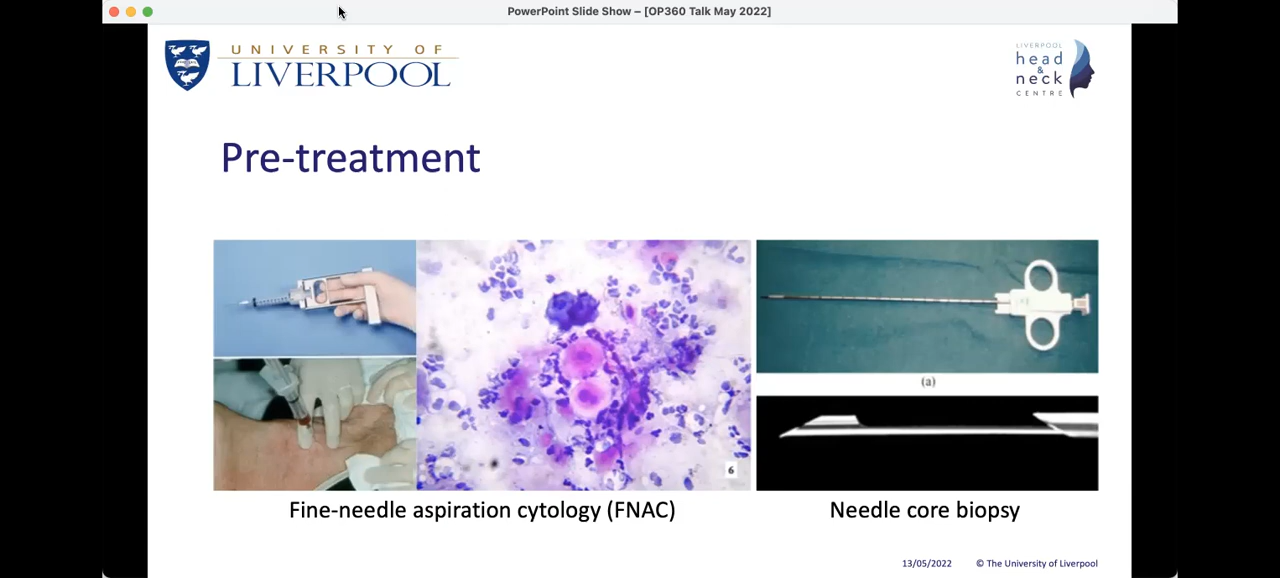 PowerPoint Slide Show – [OP360 Talk May 2022]
UNIVERSITY OF
LIVERPOOL
LIVERPOOL
head
&
neck
CENTRE
Pre-treatment
(a)
6
Fine-needle aspiration cytology (FNAC)
Needle core biopsy
13/05/2022
© The University of Liverpool